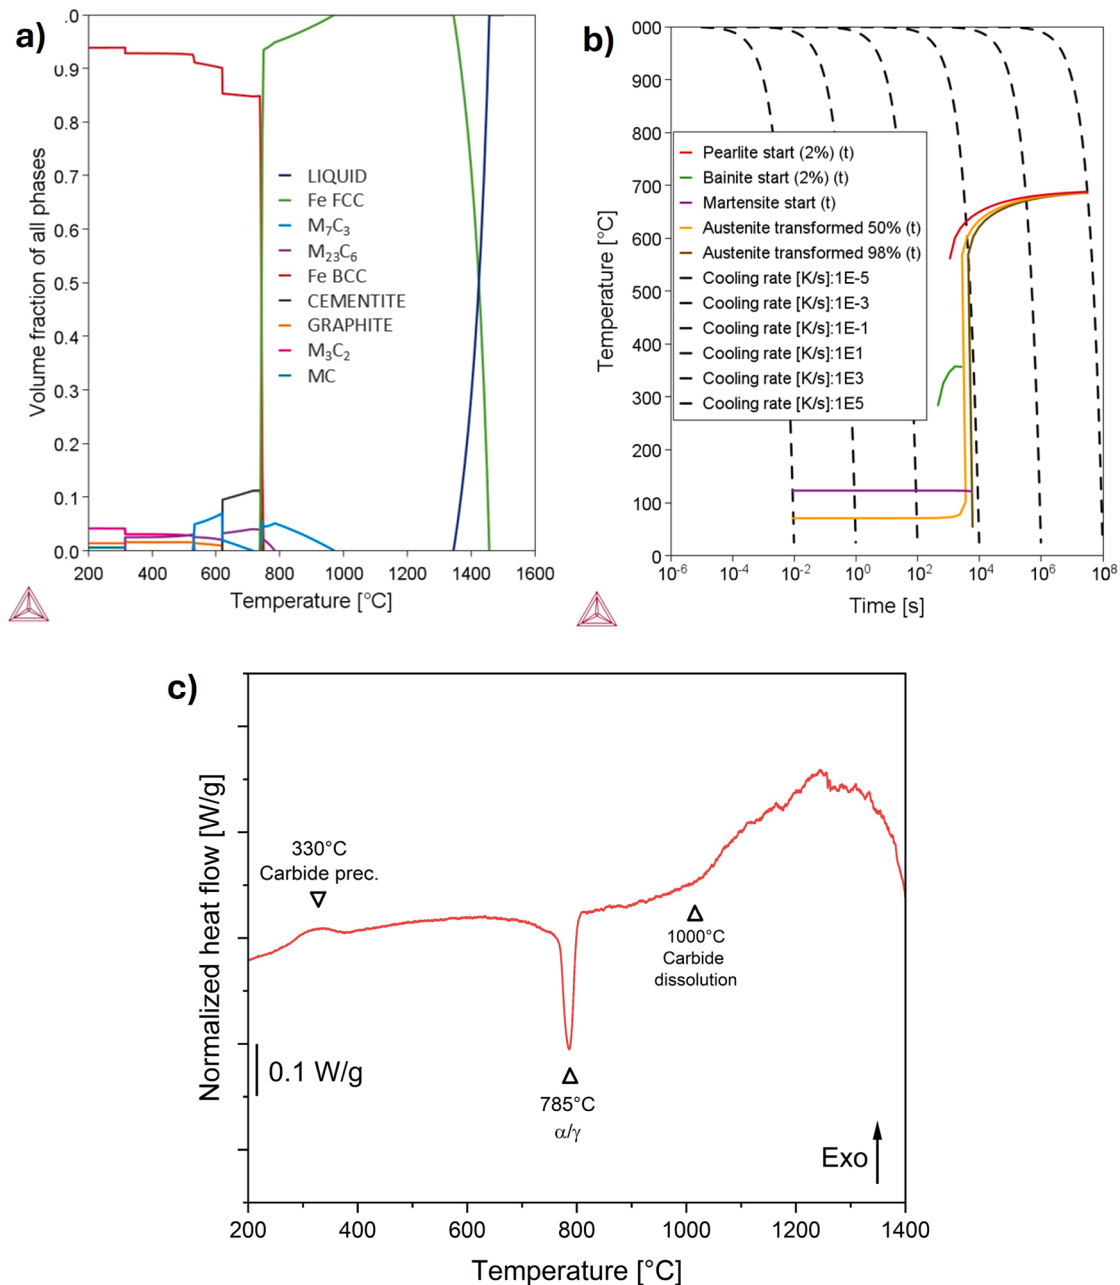 a)
.0
0.9
0.8
0.7
0.6
0.5
0.4
0.3
0.2
0.1
0.0
Volume fraction of all phases
LIQUID
Fe FCC
M₇C₃
M₂₃C₆
Fe BCC
CEMENTITE
GRAPHITE
M₃C₂
MC
200 400 600 800 1000 1200 1400 1600
Temperature [°C]
b)
000
900
800
700
600
500
400
300
200
100
0
Temperature [°C]
Pearlite start (2%) (t)
Bainite start (2%) (t)
Martensite start (t)
Austenite transformed 50% (t)
Austenite transformed 98% (t)
Cooling rate [K/s]:1E-5
Cooling rate [K/s]:1E-3
Cooling rate [K/s]:1E-1
Cooling rate [K/s]:1E1
Cooling rate [K/s]:1E3
Cooling rate [K/s]:1E5
10⁻⁶ 10⁻⁴ 10⁻² 10⁰ 10² 10⁴ 10⁶ 10⁸
Time [s]
c)
Normalized heat flow [W/g]
330°C
Carbide prec.
1000°C
Carbide
dissolution
0.1 W/g
785°C
α/γ
Exo
200 400 600 800 1000 1200 1400
Temperature [°C]